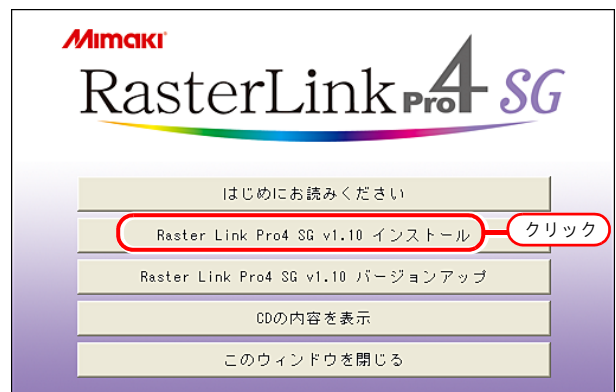 Mimaki
RasterLink Pro4 SG
はじめにお読みください
Raster Link Pro4 SG v1.10 インストール
クリック
Raster Link Pro4 SG v1.10 バージョンアップ
CDの内容を表示
このウィンドウを閉じる